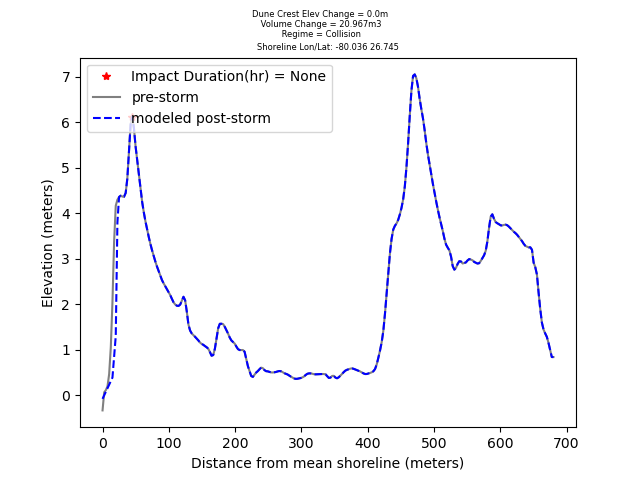 Dune Crest Elev Change = 0.0m
Volume Change = 20.967m3
Regime = Collision
Shoreline Lon/Lat: -80.036 26.745
Impact Duration(hr) = None
pre-storm
modeled post-storm
7
6
5
4
3
2
1
0
Elevation (meters)
0 100 200 300 400 500 600 700
Distance from mean shoreline (meters)